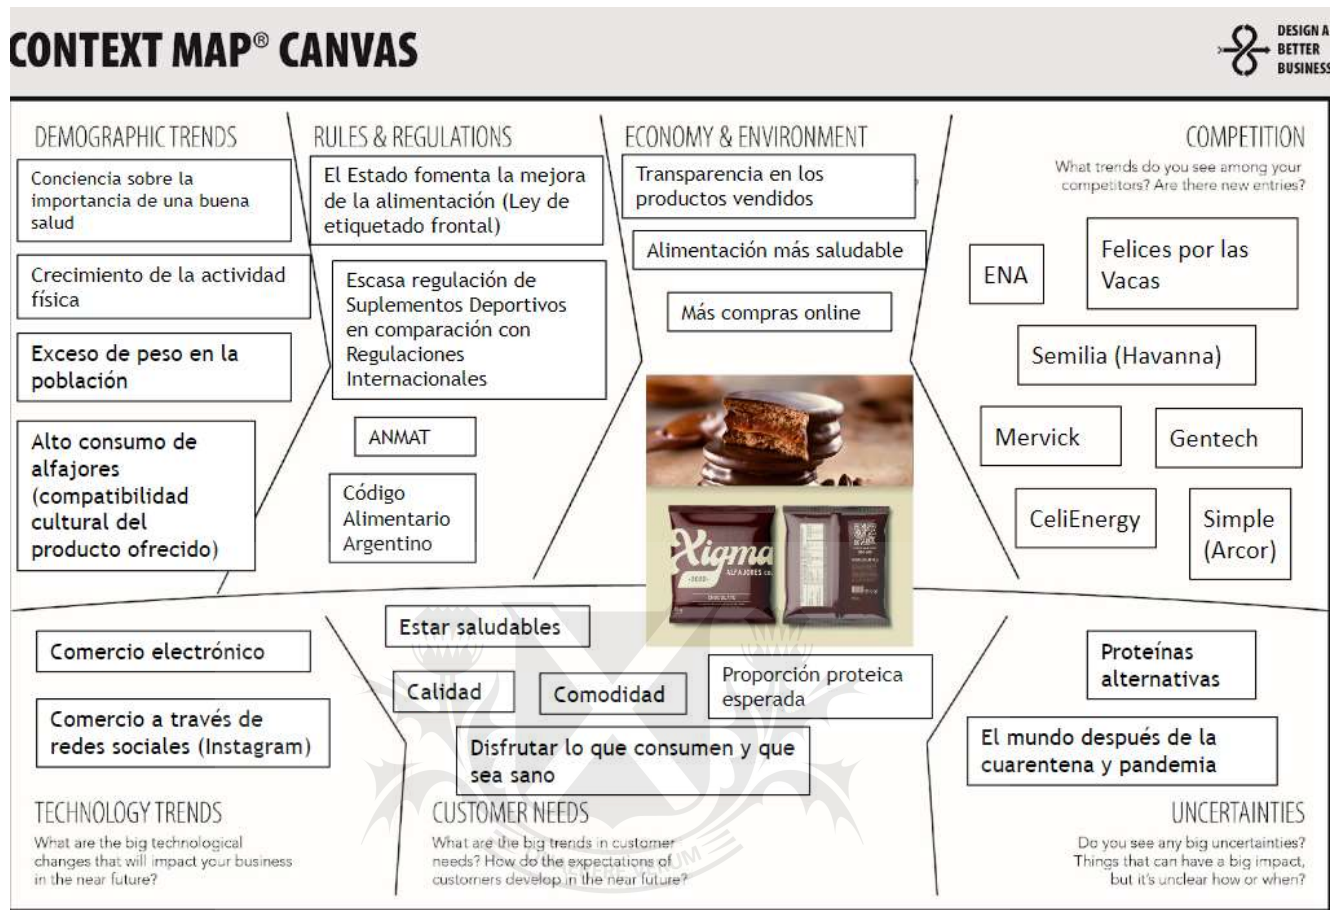 CONTEXT MAP® CANVAS
DESIGN A
BETTER
BUSINESS
DEMOGRAPHIC TRENDS
Conciencia sobre la
importancia de una buena
salud
Crecimiento de la actividad
física
Exceso de peso en la
población
Alto consumo de
alfajores
(compatibilidad
cultural del
producto ofrecido)
RULES & REGULATIONS
El Estado fomenta la mejora
de la alimentación (Ley de
etiquetado frontal)
Escasa regulación de
Suplementos Deportivos
en comparación con
Regulaciones
Internacionales
ANMAT
Código
Alimentario
Argentino
ECONOMY & ENVIRONMENT
Transparencia en los
productos vendidos
Alimentación más saludable
Más compras online
Xigma
ALFAJORES
COMPETITION
What trends do you see among your
competitors? Are there new entries?
ENA
Felices por las
Vacas
Semilia (Havanna)
Mervick
Gentech
CeliEnergy
Simple
(Arcor)
Comercio electrónico
Comercio a través de
redes sociales (Instagram)
TECHNOLOGY TRENDS
What are the big technological
changes that will impact your business
in the near future?
Estar saludables
Calidad
Comodidad
Proporción proteica
esperada
Disfrutar lo que consumen y que
sea sano
CUSTOMER NEEDS
What are the big trends in customer
needs? How do the expectations of
customers develop in the near future?
Proteínas
alternativas
El mundo después de la
cuarentena y pandemia
UNCERTAINTIES
Do you see any big uncertainties?
Things that can have a big impact,
but it's unclear how or when?